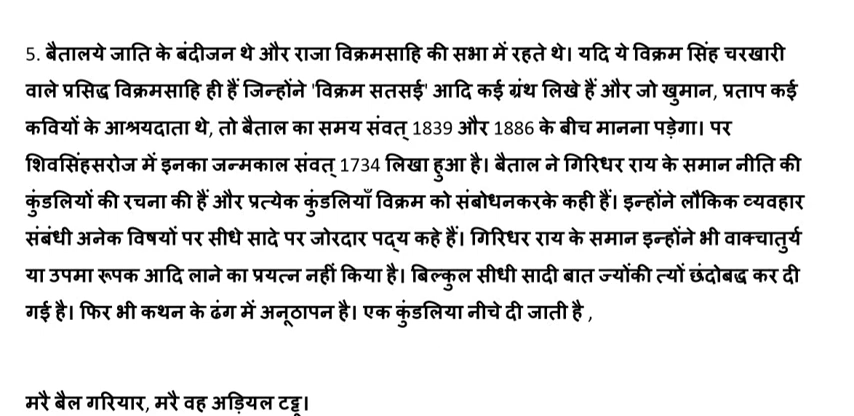 5. बैतालये जाति के बंदीजन थे और राजा विक्रमसाहि की सभा में रहते थे। यदि ये विक्रम सिंह चरखारी
वाले प्रसिद्ध विक्रमसाहि ही हैं जिन्होंने 'विक्रम सतसई' आदि कई ग्रंथ लिखे हैं और जो खुमान, प्रताप कई
कवियों के आश्रयदाता थे, तो बैताल का समय संवत् 1839 और 1886 के बीच मानना पड़ेगा। पर
शिवसिंहसरोज में इनका जन्मकाल संवत् 1734 लिखा हुआ है। बैताल ने गिरिधर राय के समान नीति की
कुंडलियों की रचना की हैं और प्रत्येक कुंडलियाँ विक्रम को संबोधनकरके कही हैं। इन्होंने लौकिक व्यवहार
संबंधी अनेक विषयों पर सीधे सादे पर जोरदार पद्य कहे हैं। गिरिधर राय के समान इन्होंने भी वाक्चातुर्य
या उपमा रूपक आदि लाने का प्रयत्न नहीं किया है। बिल्कुल सीधी सादी बात ज्योंकी त्यों छंदोबद्ध कर दी
गई है। फिर भी कथन के ढंग में अनूठापन है। एक कुंडलिया नीचे दी जाती है ,
मरै बैल गरियार, मरै वह अड़ियल टट्टू।